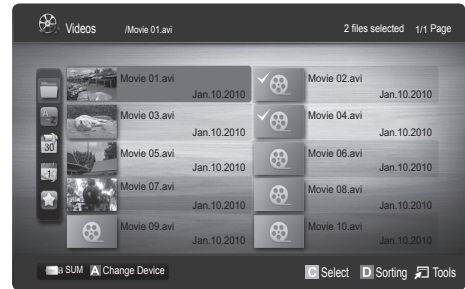 Videos /Movie 01.avi 2 files selected 1/1 Page
Movie 01.avi Movie 02.avi
Jan.10.2010 Jan.10.2010
Movie 03.avi Movie 04.avi
Jan.10.2010 Jan.10.2010
30
Movie 05.avi Movie 06.avi
Jan.10.2010 Jan.10.2010
1
Movie 07.avi Movie 08.avi
Jan.10.2010 Jan.10.2010
Movie 09.avi Movie 10.avi
Jan.10.2010 Jan.10.2010
SUM A Change Device C Select D Sorting Tools